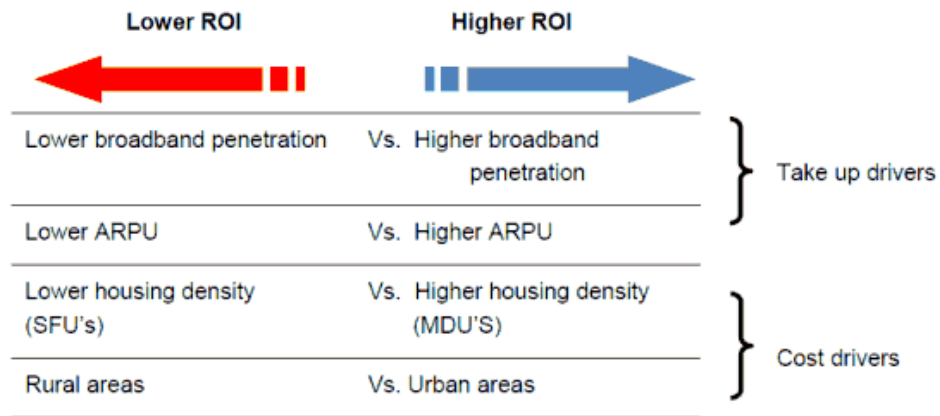 Lower ROI Higher ROI
Lower broadband penetration Vs. Higher broadband
penetration
Take up drivers
Lower ARPU Vs. Higher ARPU
Lower housing density Vs. Higher housing density
(SFU's) (MDU'S)
Cost drivers
Rural areas Vs. Urban areas